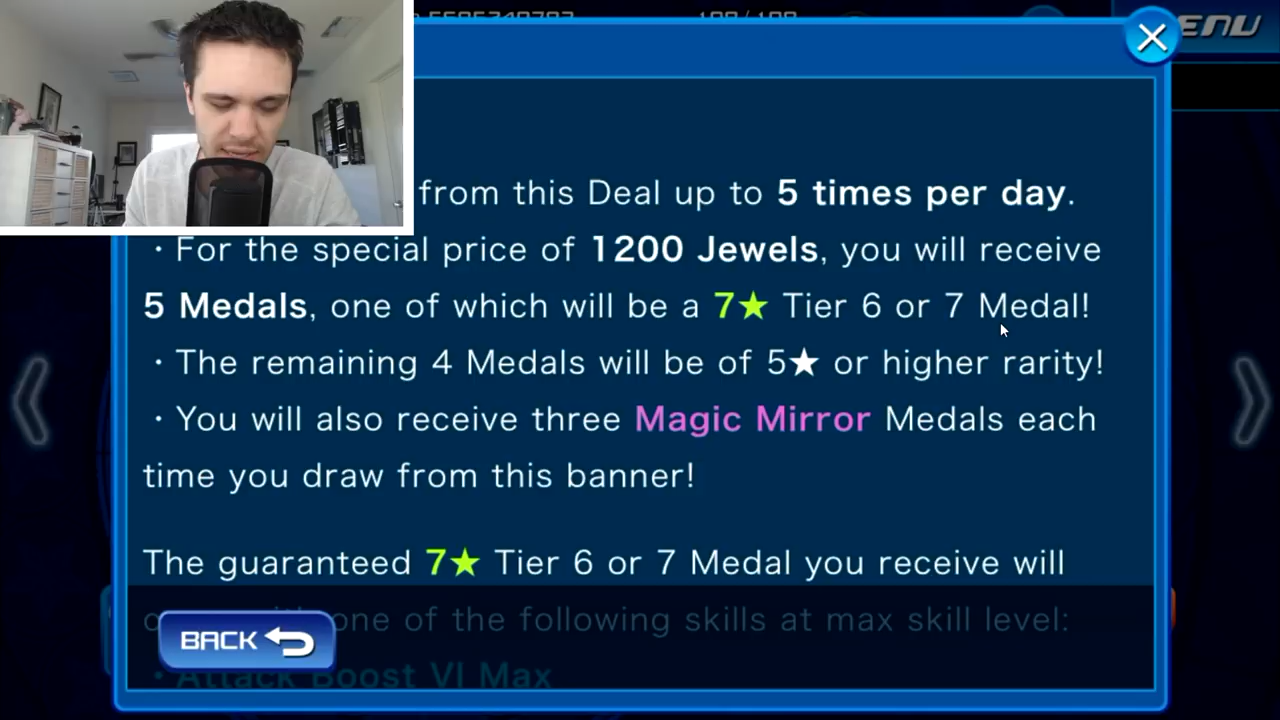 ENU
from this Deal up to 5 times per day.
· For the special price of 1200 Jewels, you will receive
5 Medals, one of which will be a 7★ Tier 6 or 7 Medal!
· The remaining 4 Medals will be of 5★ or higher rarity!
· You will also receive three Magic Mirror Medals each
time you draw from this banner!
The guaranteed 7★ Tier 6 or 7 Medal you receive will
one of the following skills at max skill level:
BACK
· Attack Boost VI Max